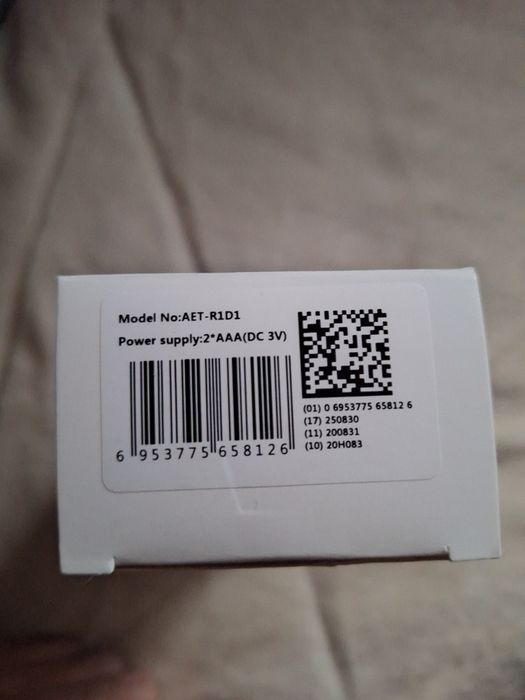 Model No:AET-R1D1
Power supply:2*AAA(DC 3V)
6 953775 658126
(01) 0 6953775 65812 6
(17) 250830
(11) 200831
(10) 20H083